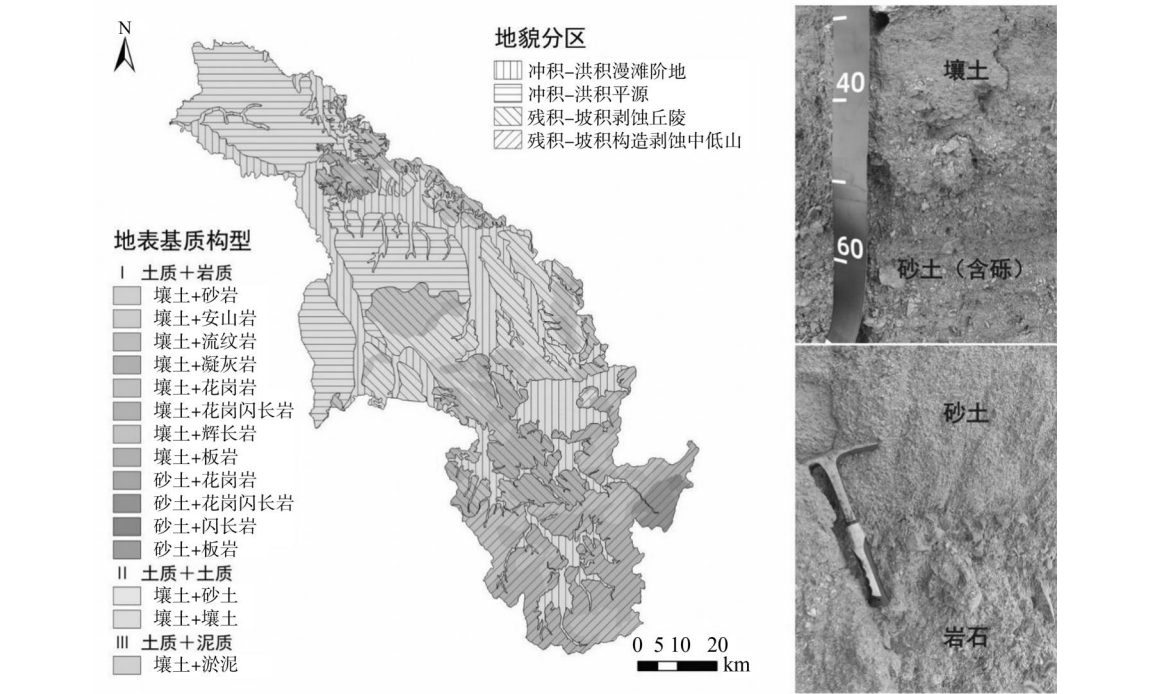 N
地貌分区
冲积-洪积漫滩阶地
冲积-洪积平源
残积-坡积剥蚀丘陵
残积-坡积构造剥蚀中低山
地表基质构型
Ⅰ 土质+岩质
壤土+砂岩
壤土+安山岩
壤土+流纹岩
壤土+凝灰岩
壤土+花岗岩
壤土+花岗闪长岩
壤土+辉长岩
壤土+板岩
砂土+花岗岩
砂土+花岗闪长岩
砂土+闪长岩
砂土+板岩
Ⅱ 土质+土质
壤土+砂土
壤土+壤土
Ⅲ 土质+泥质
壤土+淤泥
0 5 10 20
km
壤土
40
60
砂土（含砾）
砂土
岩石